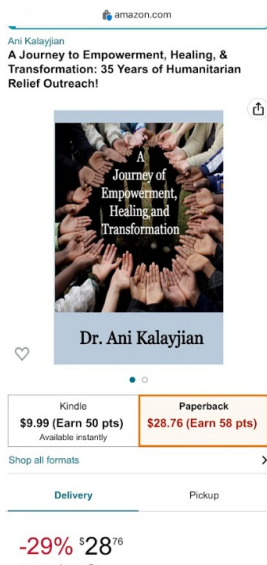 amazon.com
Ani Kalayjian
A Journey to Empowerment, Healing, &
Transformation: 35 Years of Humanitarian
Relief Outreach!
A
Journey of
Empowerment,
Healing and
Transformation
Dr. Ani Kalayjian
Kindle
$9.99 (Earn 50 pts)
Available instantly
Paperback
$28.76 (Earn 58 pts)
Shop all formats
Delivery
Pickup
-29% $2876